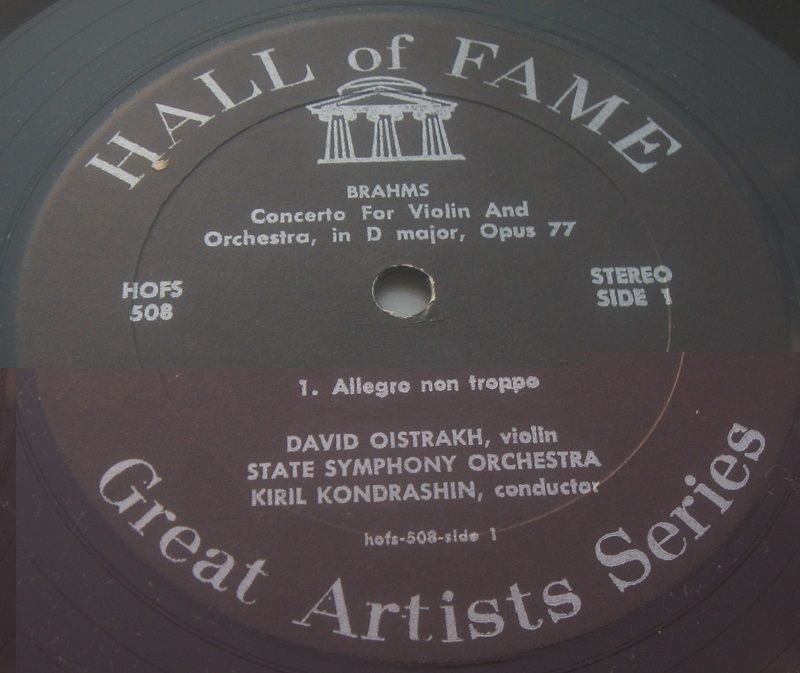 HALL of FAME
BRAHMS
Concerto For Violin And
Orchestra, in D major, Opus 77
HOFS
508
STEREO
SIDE 1
1. Allegro non troppo
DAVID OISTRAKH, violin
STATE SYMPHONY ORCHESTRA
KIRIL KONDRASHIN, conductor
hofs-508-side 1
Great Artists Series